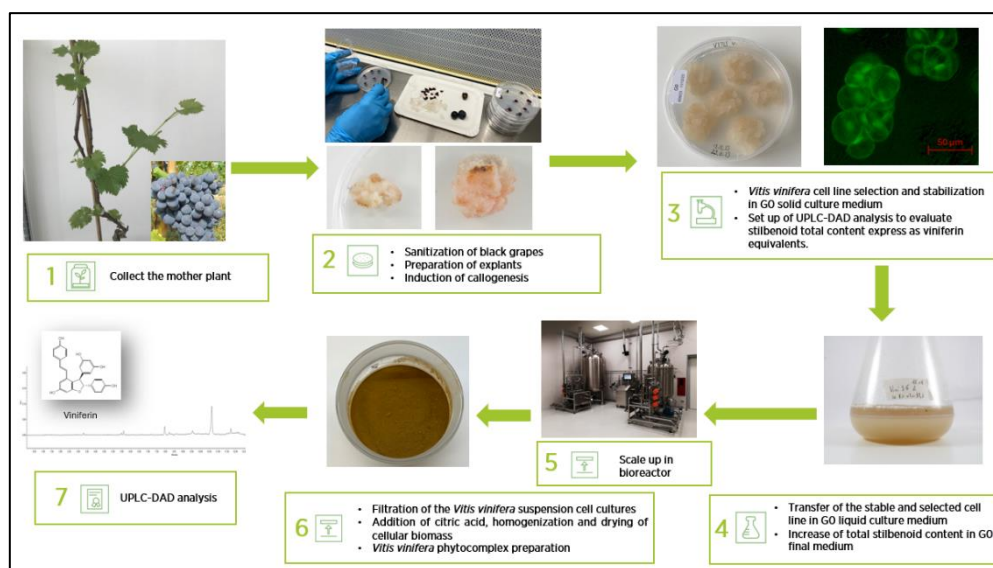 50 µm
1
Collect the mother plant
2
• Sanitization of black grapes
• Preparation of explants
• Induction of callogenesis
3
• Vitis vinifera cell line selection and stabilization
in GO solid culture medium
• Set up of UPLC-DAD analysis to evaluate
stilbenoid total content express as viniferin
equivalents.
4
• Transfer of the stable and selected cell
line in GO liquid culture medium
• Increase of total stilbenoid content in GO
final medium
5
Scale up in
bioreactor
6
• Filtration of the Vitis vinifera suspension cell cultures
• Addition of citric acid, homogenization and drying of
cellular biomass
• Vitis vinifera phytocomplex preparation
Viniferin
7
UPLC-DAD analysis